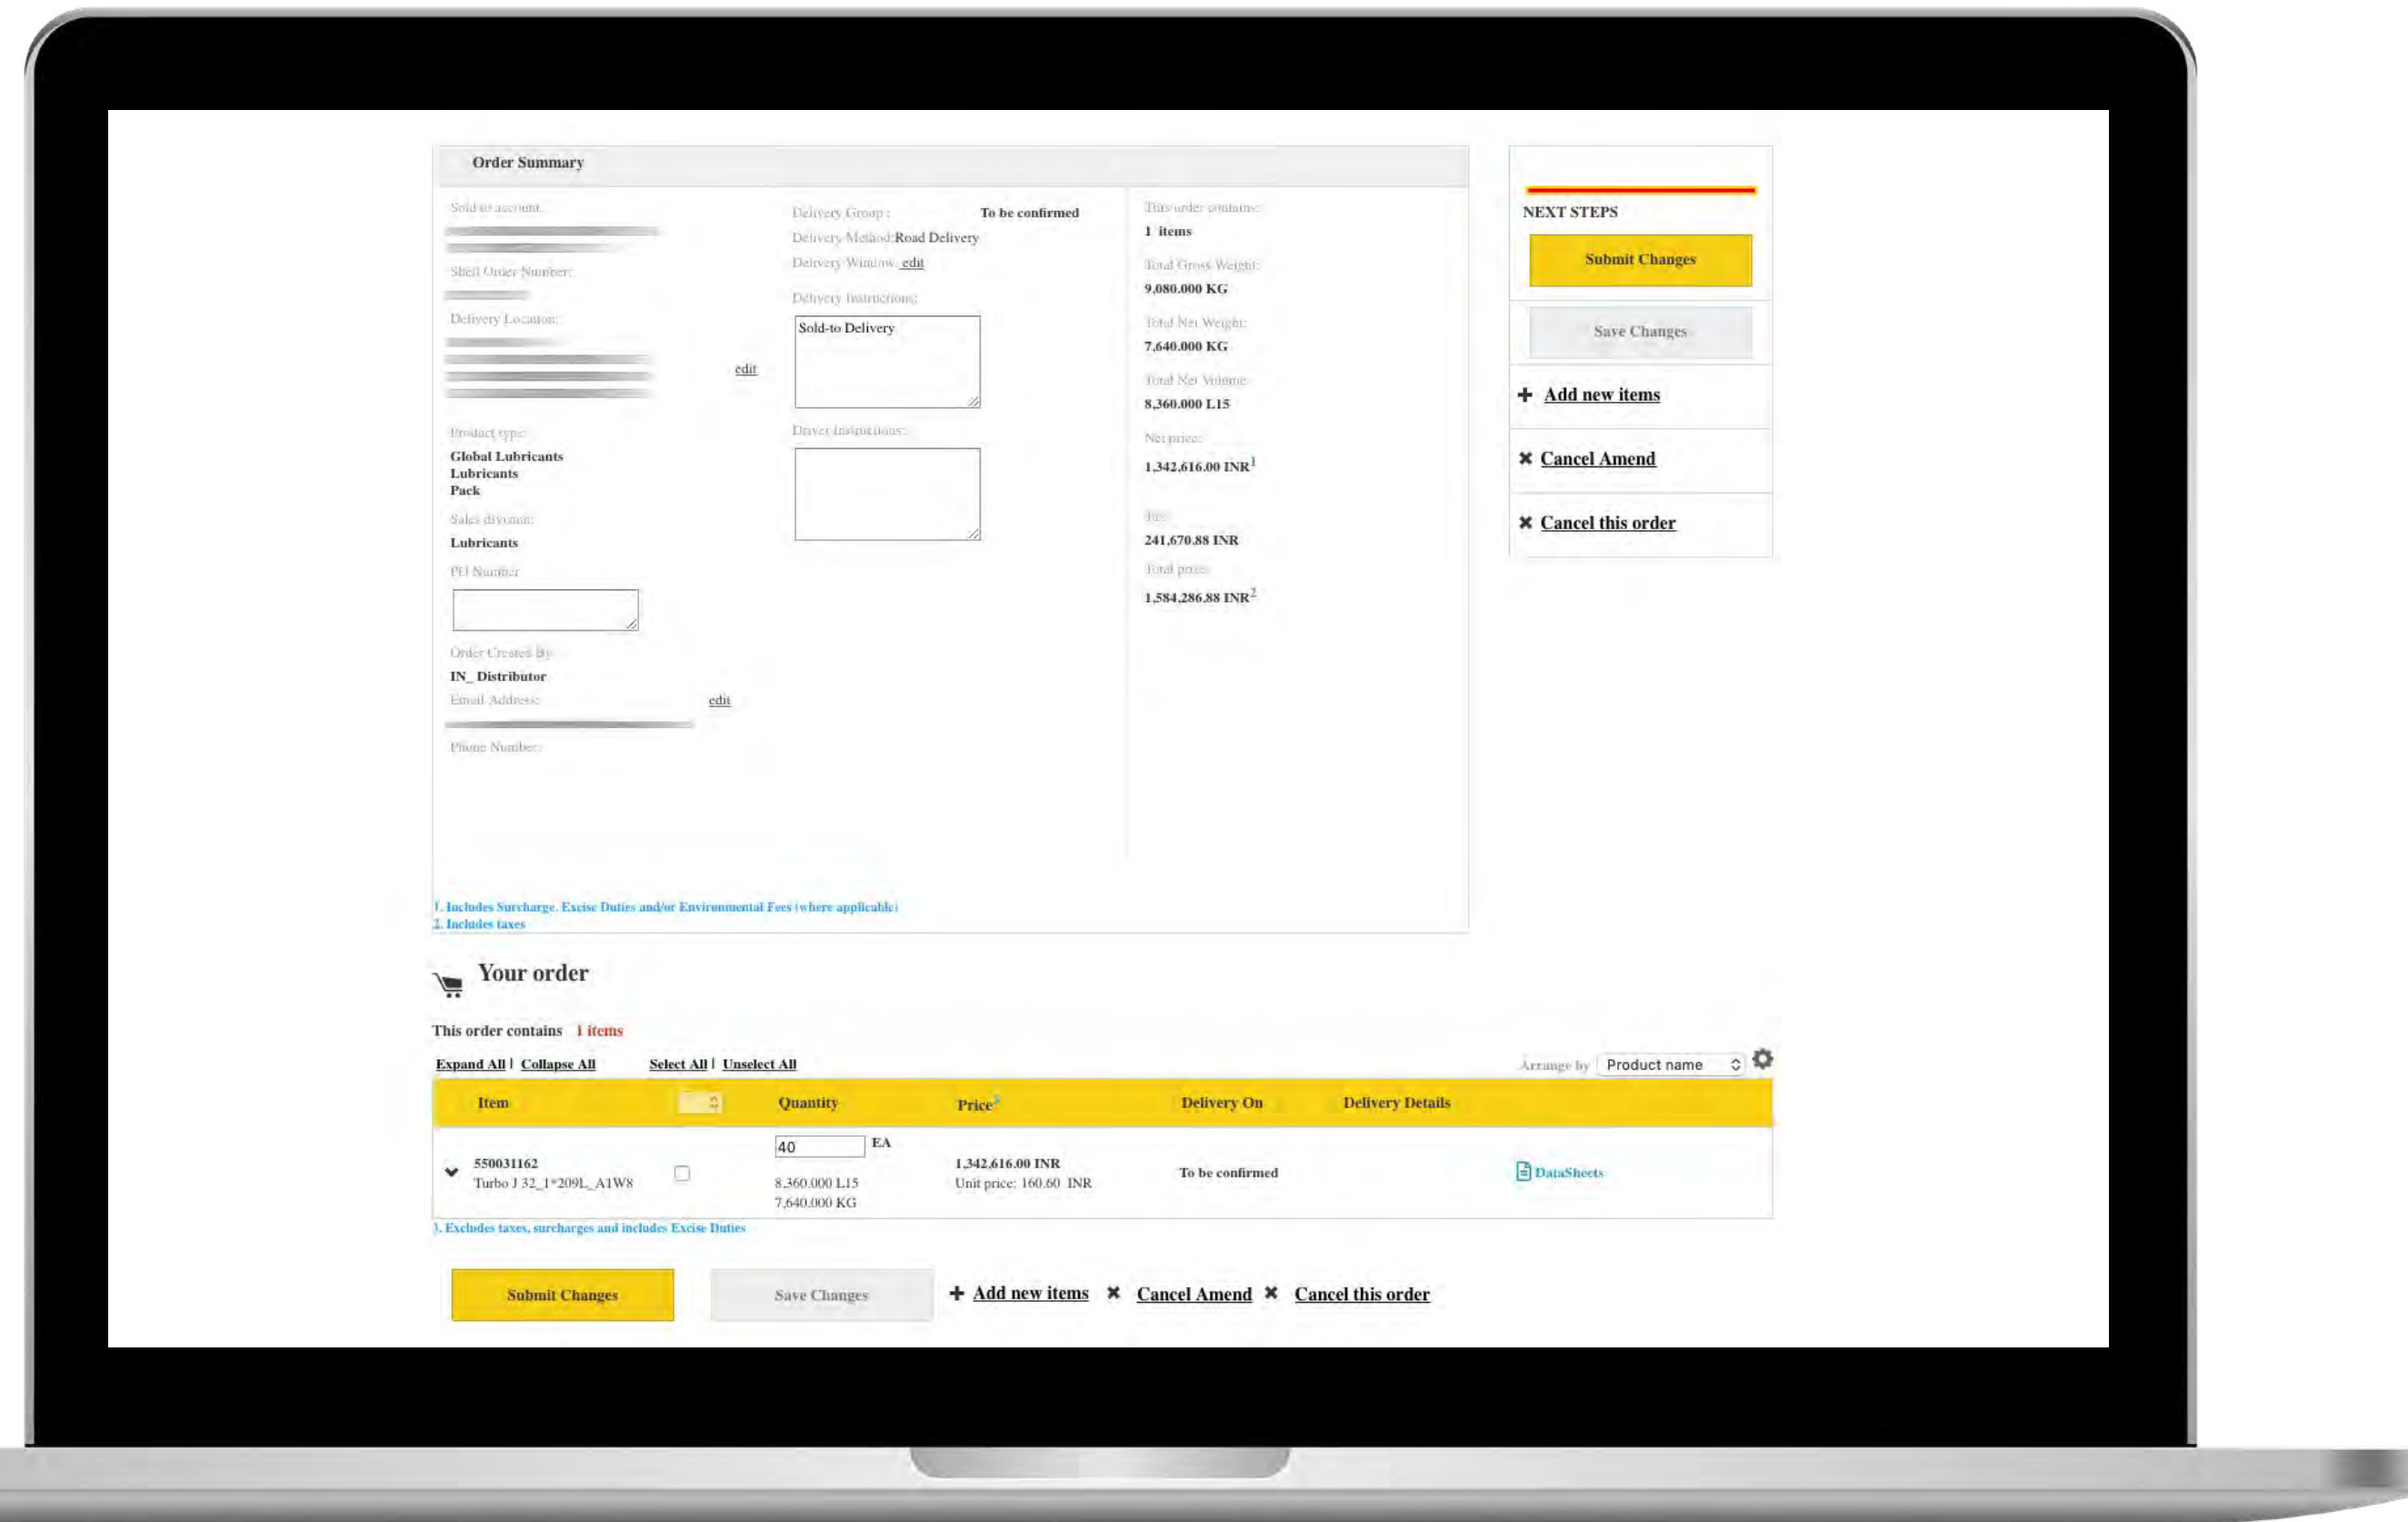 Order Summary
Sold to account:
Shell Order Number:
Delivery Location:
edit
Product type:
Global Lubricants
Lubricants
Pack
Sales division:
Lubricants
PO Number
Order Created By
IN_ Distributor
Email Address:
edit
Phone Number:
Delivery Group : To be confirmed
Delivery Method:Road Delivery
Delivery Window: edit
Delivery Instructions:
Sold-to Delivery
Driver Instructions:
This order contains:
1 items
Total Gross Weight:
9,080.000 KG
Total Net Weight:
7,640.000 KG
Total Net Volume:
8,360.000 L15
Net price:
1,342,616.00 INR1
Tax:
241,670.88 INR
Total price:
1,584,286.88 INR2
1. Includes Surcharge, Excise Duties and/or Environmental Fees (where applicable)
2. Includes taxes
NEXT STEPS
Submit Changes
Save Changes
Add new items
Cancel Amend
Cancel this order
Your order
This order contains 1 items
Expand All | Collapse All Select All | Unselect All Arrange by Product name
Item Quantity Price3 Delivery On Delivery Details
40 EA
550031162 1,342,616.00 INR
Turbo J 32_1*209L_A1W8 8,360.000 L15 Unit price: 160.60 INR To be confirmed DataSheets
7,640.000 KG
3. Excludes taxes, surcharges and includes Excise Duties
Submit Changes Save Changes Add new items Cancel Amend Cancel this order